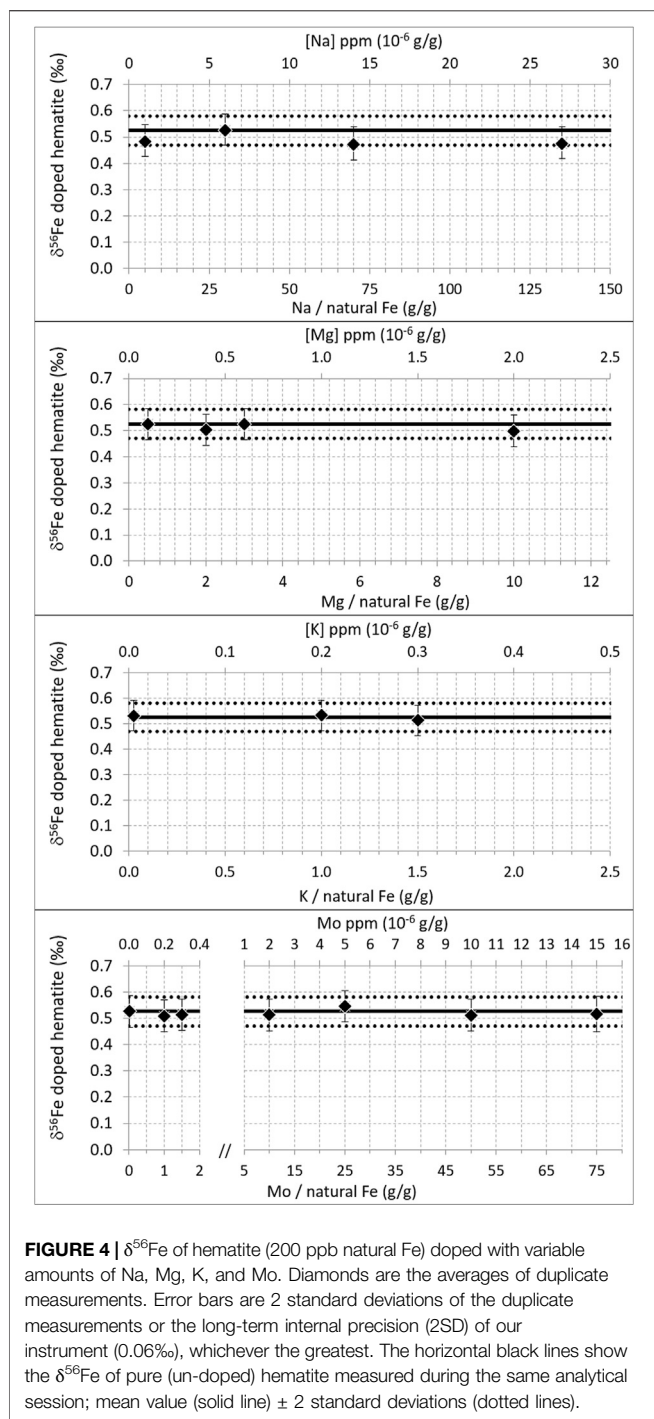 [Na] ppm (10⁻⁶ g/g)
0 6 12 18 24 30
δ⁵⁶Fe doped hematite (‰)
0.7
0.6
0.5
0.4
0.3
0.2
0.1
0.0
0 25 50 75 100 125 150
Na / natural Fe (g/g)
[Mg] ppm (10⁻⁶ g/g)
0.0 0.5 1.0 1.5 2.0 2.5
δ⁵⁶Fe doped hematite (‰)
0.7
0.6
0.5
0.4
0.3
0.2
0.1
0.0
0 2 4 6 8 10 12
Mg / natural Fe (g/g)
[K] ppm (10⁻⁶ g/g)
0.0 0.1 0.2 0.3 0.4 0.5
δ⁵⁶Fe doped hematite (‰)
0.7
0.6
0.5
0.4
0.3
0.2
0.1
0.0
0.0 0.5 1.0 1.5 2.0 2.5
K / natural Fe (g/g)
Mo ppm (10⁻⁶ g/g)
0.0 0.2 0.4 1 2 3 4 5 6 7 8 9 10 11 12 13 14 15 16
δ⁵⁶Fe doped hematite (‰)
0.7
0.6
0.5
0.4
0.3
0.2
0.1
0.0
0 1 2 // 5 15 25 35 45 55 65 75
Mo / natural Fe (g/g)
FIGURE 4 | δ⁵⁶Fe of hematite (200 ppb natural Fe) doped with variable
amounts of Na, Mg, K, and Mo. Diamonds are the averages of duplicate
measurements. Error bars are 2 standard deviations of the duplicate
measurements or the long-term internal precision (2SD) of our
instrument (0.06‰), whichever the greatest. The horizontal black lines show
the δ⁵⁶Fe of pure (un-doped) hematite measured during the same analytical
session; mean value (solid line) ± 2 standard deviations (dotted lines).